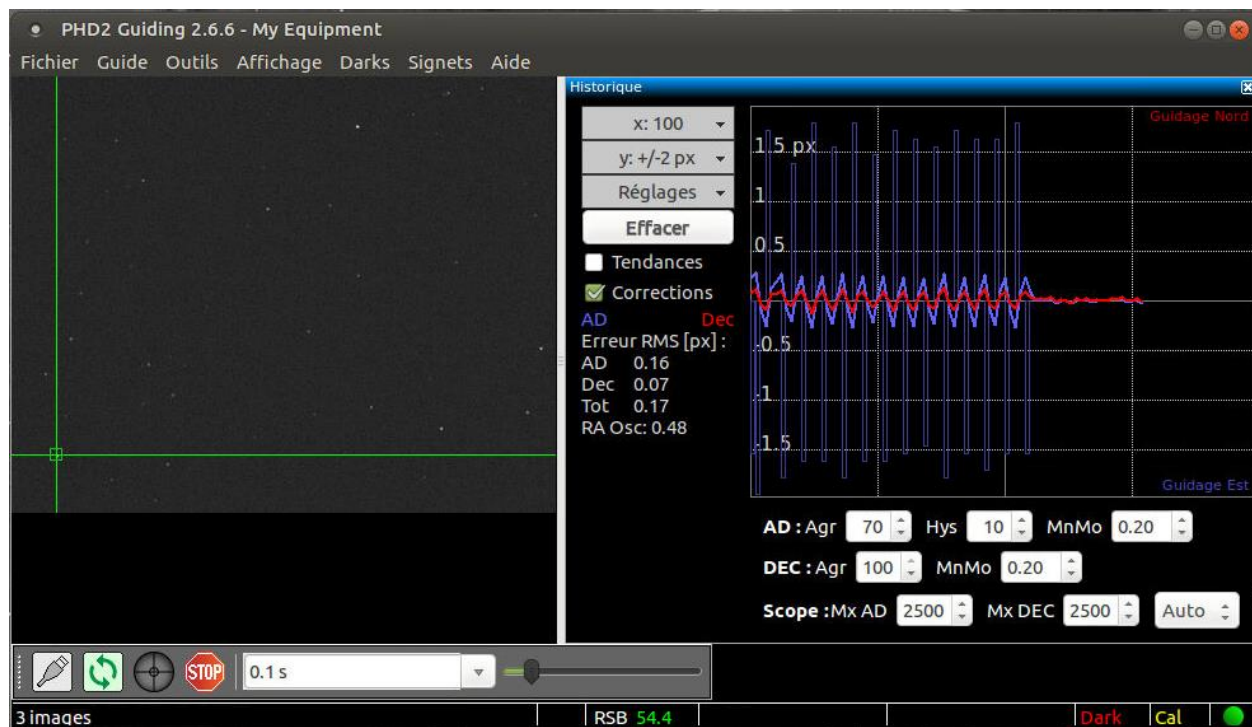 PHD2 Guiding 2.6.6 - My Equipment
Fichier Guide Outils Affichage Darks Signets Aide
Historique
x: 100
y: +/-2 px
Réglages
Effacer
Tendances
Corrections
AD Dec
Erreur RMS [px] :
AD 0.16
Dec 0.07
Tot 0.17
RA Osc: 0.48
Guidage Nord
1.5 px
1
0.5
-0.5
-1
-1.5
Guidage Est
AD : Agr 70 Hys 10 MnMo 0.20
DEC : Agr 100 MnMo 0.20
Scope : Mx AD 2500 Mx DEC 2500 Auto
STOP 0.1 s
3 images RSB 54.4 Dark Cal